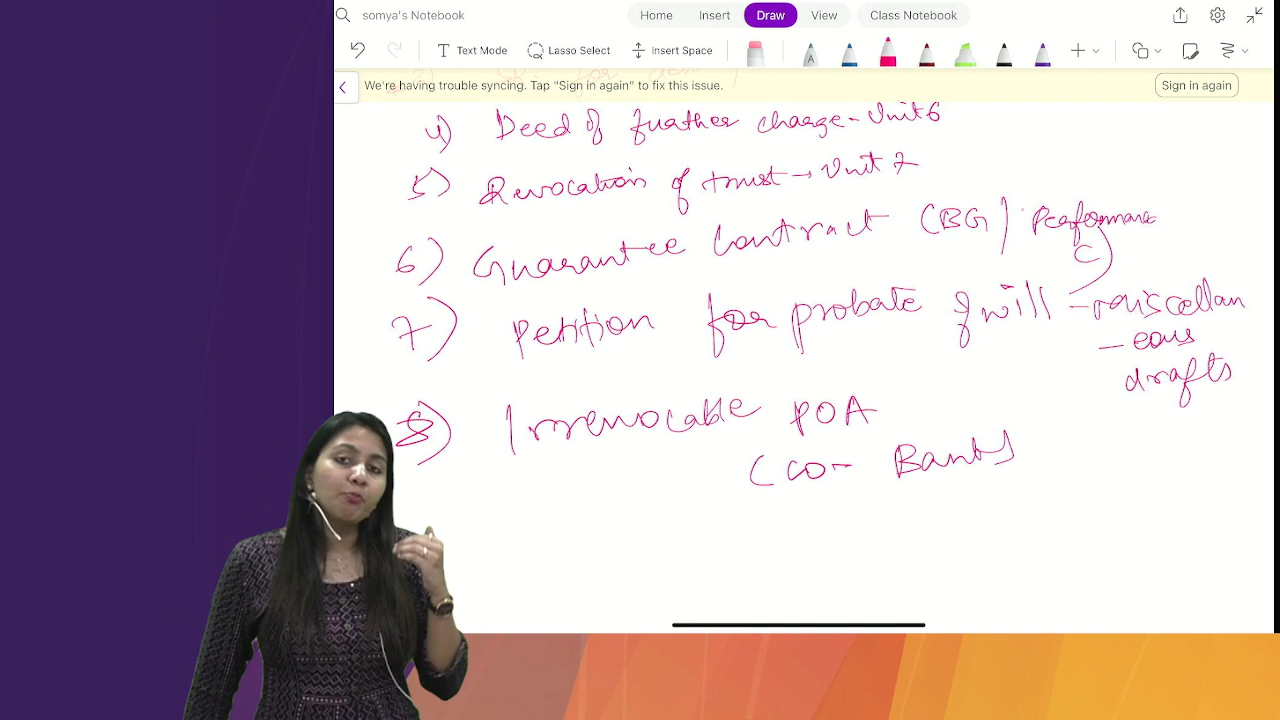 somya's Notebook
Home Insert Draw View Class Notebook
Text Mode Lasso Select Insert Space
We're having trouble syncing. Tap "Sign in again" to fix this issue. Sign in again
4) Deed of further charge - Unit 6
5) Revocation of trust → Unit 7
6) Guarantee Contract (BG) Performance
7) Petition for probate of will - miscellan
- eous
drafts
8) Irrevocable POA
(co - Bank)